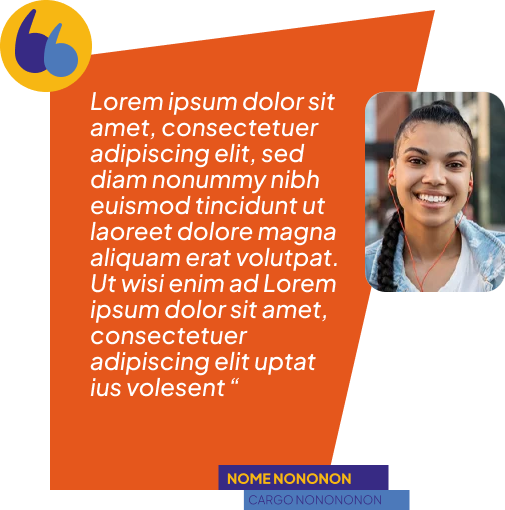 Lorem ipsum dolor sit
amet, consectetuer
adipiscing elit, sed
diam nonummy nibh
euismod tincidunt ut
laoreet dolore magna
aliquam erat volutpat.
Ut wisi enim ad Lorem
ipsum dolor sit amet,
consectetuer
adipiscing elit uptat
ius volesent “
NOME NONONON
CARGO NONONONON